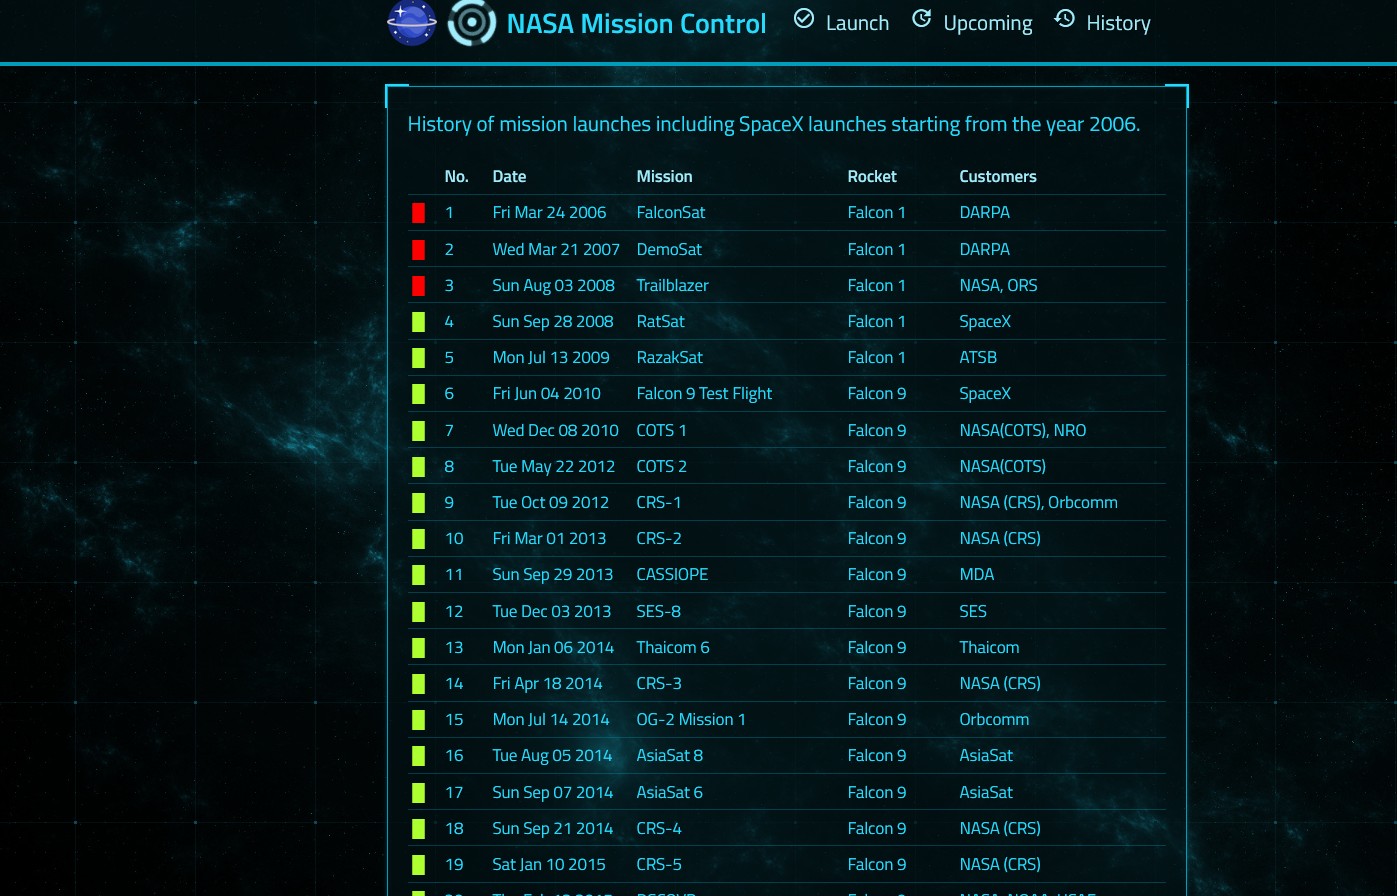 NASA Mission Control Launch Upcoming History
History of mission launches including SpaceX launches starting from the year 2006.
No. Date Mission Rocket Customers
1 Fri Mar 24 2006 FalconSat Falcon 1 DARPA
2 Wed Mar 21 2007 DemoSat Falcon 1 DARPA
3 Sun Aug 03 2008 Trailblazer Falcon 1 NASA, ORS
4 Sun Sep 28 2008 RatSat Falcon 1 SpaceX
5 Mon Jul 13 2009 RazakSat Falcon 1 ATSB
6 Fri Jun 04 2010 Falcon 9 Test Flight Falcon 9 SpaceX
7 Wed Dec 08 2010 COTS 1 Falcon 9 NASA(COTS), NRO
8 Tue May 22 2012 COTS 2 Falcon 9 NASA(COTS)
9 Tue Oct 09 2012 CRS-1 Falcon 9 NASA (CRS), Orbcomm
10 Fri Mar 01 2013 CRS-2 Falcon 9 NASA (CRS)
11 Sun Sep 29 2013 CASSIOPE Falcon 9 MDA
12 Tue Dec 03 2013 SES-8 Falcon 9 SES
13 Mon Jan 06 2014 Thaicom 6 Falcon 9 Thaicom
14 Fri Apr 18 2014 CRS-3 Falcon 9 NASA (CRS)
15 Mon Jul 14 2014 OG-2 Mission 1 Falcon 9 Orbcomm
16 Tue Aug 05 2014 AsiaSat 8 Falcon 9 AsiaSat
17 Sun Sep 07 2014 AsiaSat 6 Falcon 9 AsiaSat
18 Sun Sep 21 2014 CRS-4 Falcon 9 NASA (CRS)
19 Sat Jan 10 2015 CRS-5 Falcon 9 NASA (CRS)